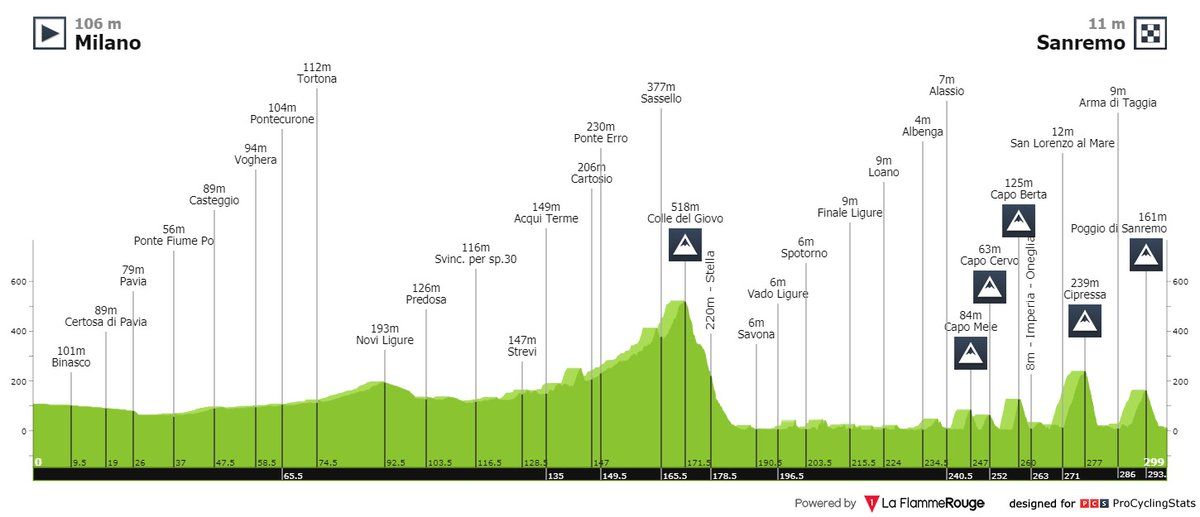 106 m
Milano
11 m
Sanremo
101m
Binasco
89m
Certosa di Pavia
79m
Pavia
56m
Ponte Fiume Po
89m
Casteggio
94m
Voghera
104m
Pontecurone
112m
Tortona
193m
Novi Ligure
126m
Predosa
116m
Svinc. per sp.30
147m
Strevi
149m
Acqui Terme
206m
Cartosio
230m
Ponte Erro
377m
Sassello
518m
Colle del Giovo
220m - Stella
6m
Savona
6m
Vado Ligure
6m
Spotorno
9m
Finale Ligure
9m
Loano
4m
Albenga
7m
Alassio
84m
Capo Mele
63m
Capo Cervo
125m
Capo Berta
8m - Imperia - Oneglia
12m
San Lorenzo al Mare
239m
Cipressa
9m
Arma di Taggia
161m
Poggio di Sanremo
600
400
200
0
600
400
200
0
0 9.5 19 26 37 47.5 58.5 74.5 92.5 103.5 116.5 128.5 147 171.5 190.5 203.5 215.5 224 234.5 247 260 277 299
65.5 135 149.5 165.5 178.5 196.5 240.5 252 263 271 286 293.
Powered by La FlammeRouge designed for PCS ProCyclingStats